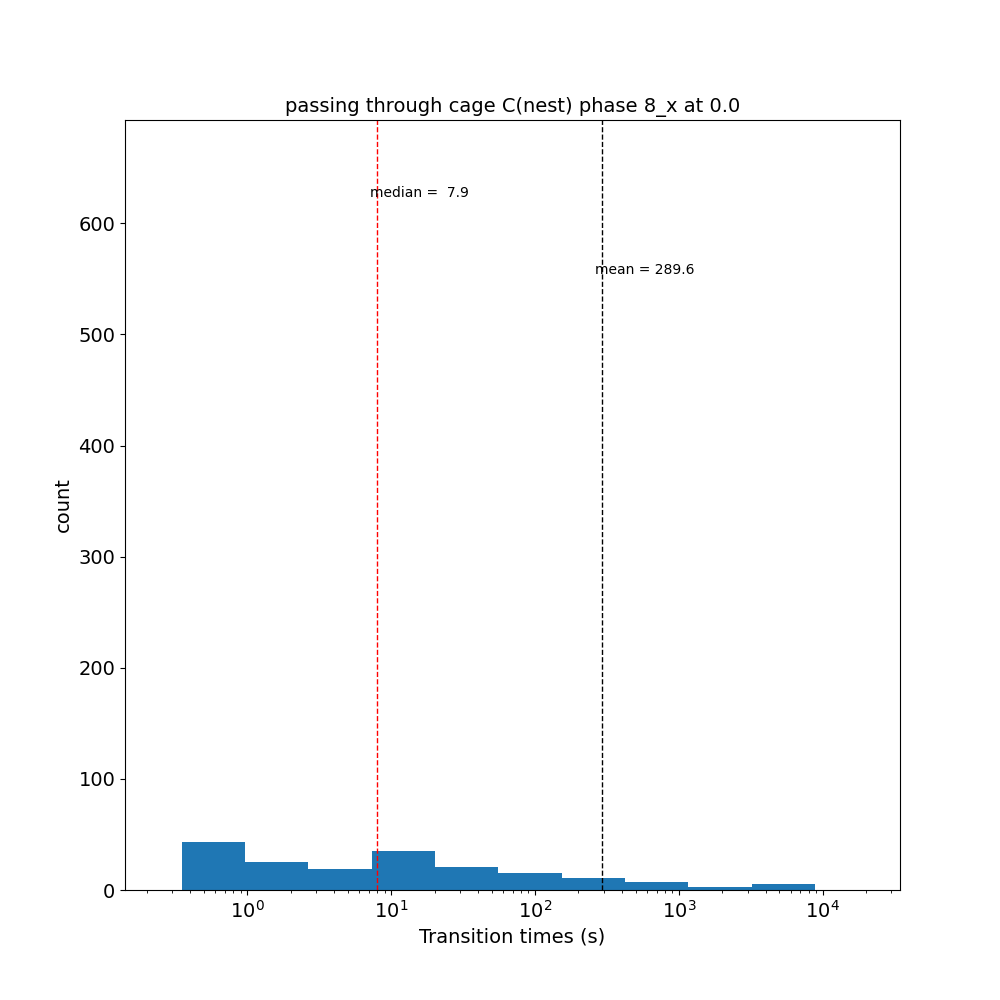 passing through cage C(nest) phase 8_x at 0.0
median =  7.9
mean = 289.6
600
500
400
300
200
100
0
count
10^0 10^1 10^2 10^3 10^4
Transition times (s)